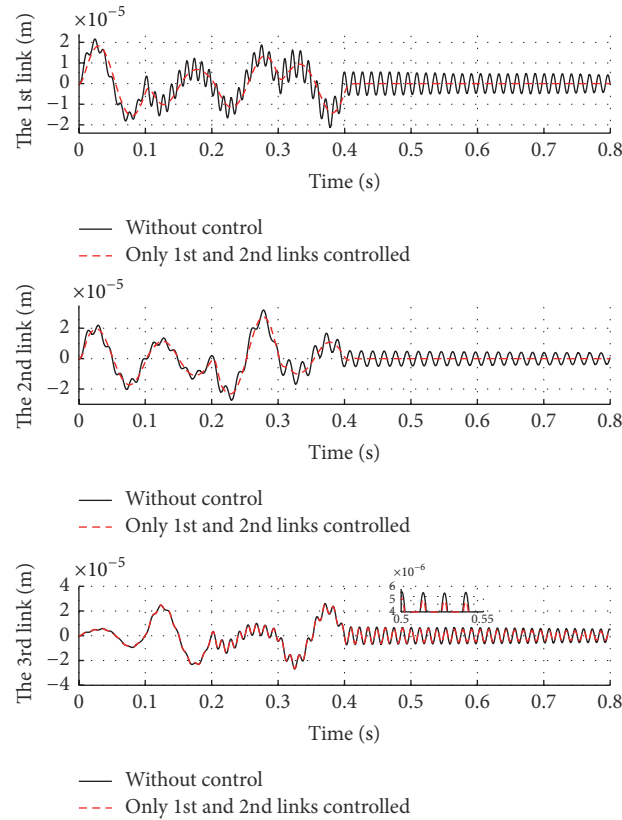 ×10⁻⁵
The 1st link (m)
2
1
0
−1
−2
0 0.1 0.2 0.3 0.4 0.5 0.6 0.7 0.8
Time (s)
Without control
Only 1st and 2nd links controlled
×10⁻⁵
The 2nd link (m)
2
0
−2
0 0.1 0.2 0.3 0.4 0.5 0.6 0.7 0.8
Time (s)
Without control
Only 1st and 2nd links controlled
×10⁻⁵
The 3rd link (m)
4
2
0
−2
−4
×10⁻⁶
6
5
4
0.5 0.55
0 0.1 0.2 0.3 0.4 0.5 0.6 0.7 0.8
Time (s)
Without control
Only 1st and 2nd links controlled